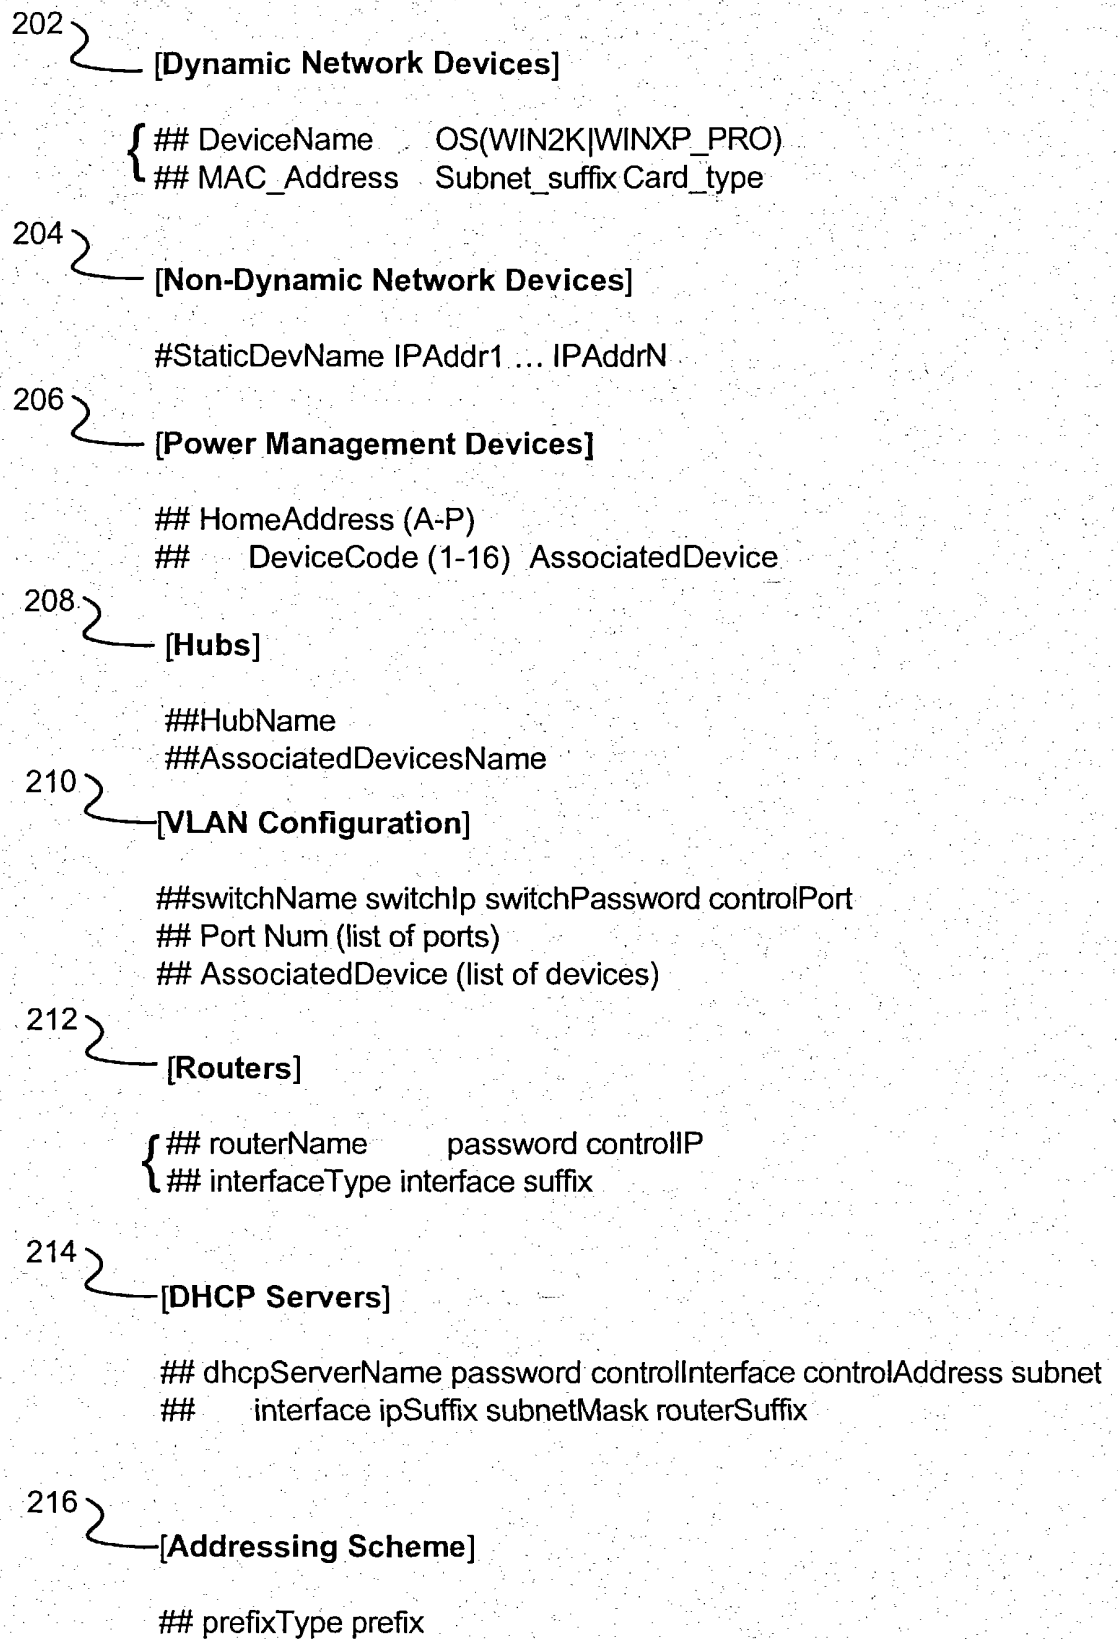 202
[Dynamic Network Devices]
## DeviceName OS(WIN2K|WINXP_PRO)
## MAC_Address Subnet_suffix Card_type
204
[Non-Dynamic Network Devices]
#StaticDevName IPAddr1 ... IPAddrN
206
[Power Management Devices]
## HomeAddress (A-P)
## DeviceCode (1-16) AssociatedDevice
208
[Hubs]
##HubName
##AssociatedDevicesName
210
[VLAN Configuration]
##switchName switchIp switchPassword controlPort
## Port Num (list of ports)
## AssociatedDevice (list of devices)
212
[Routers]
## routerName password controlIP
## interfaceType interface suffix
214
[DHCP Servers]
## dhcpServerName password controlInterface controlAddress subnet
## interface ipSuffix subnetMask routerSuffix
216
[Addressing Scheme]
## prefixType prefix